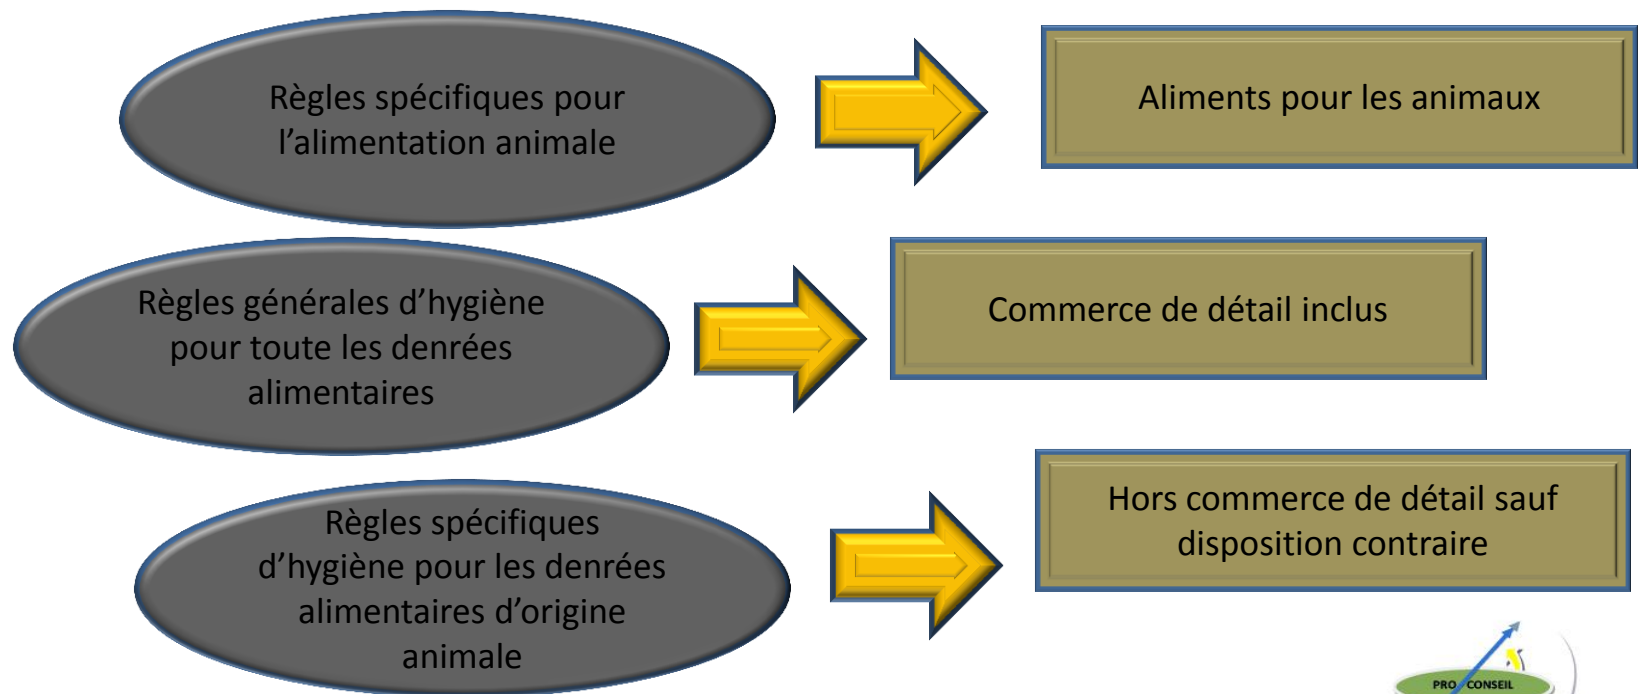 Règles spécifiques pour
l’alimentation animale
Aliments pour les animaux
Règles générales d’hygiène
pour toute les denrées
alimentaires
Commerce de détail inclus
Règles spécifiques
d’hygiène pour les denrées
alimentaires d’origine
animale
Hors commerce de détail sauf
disposition contraire
PRO CONSEIL